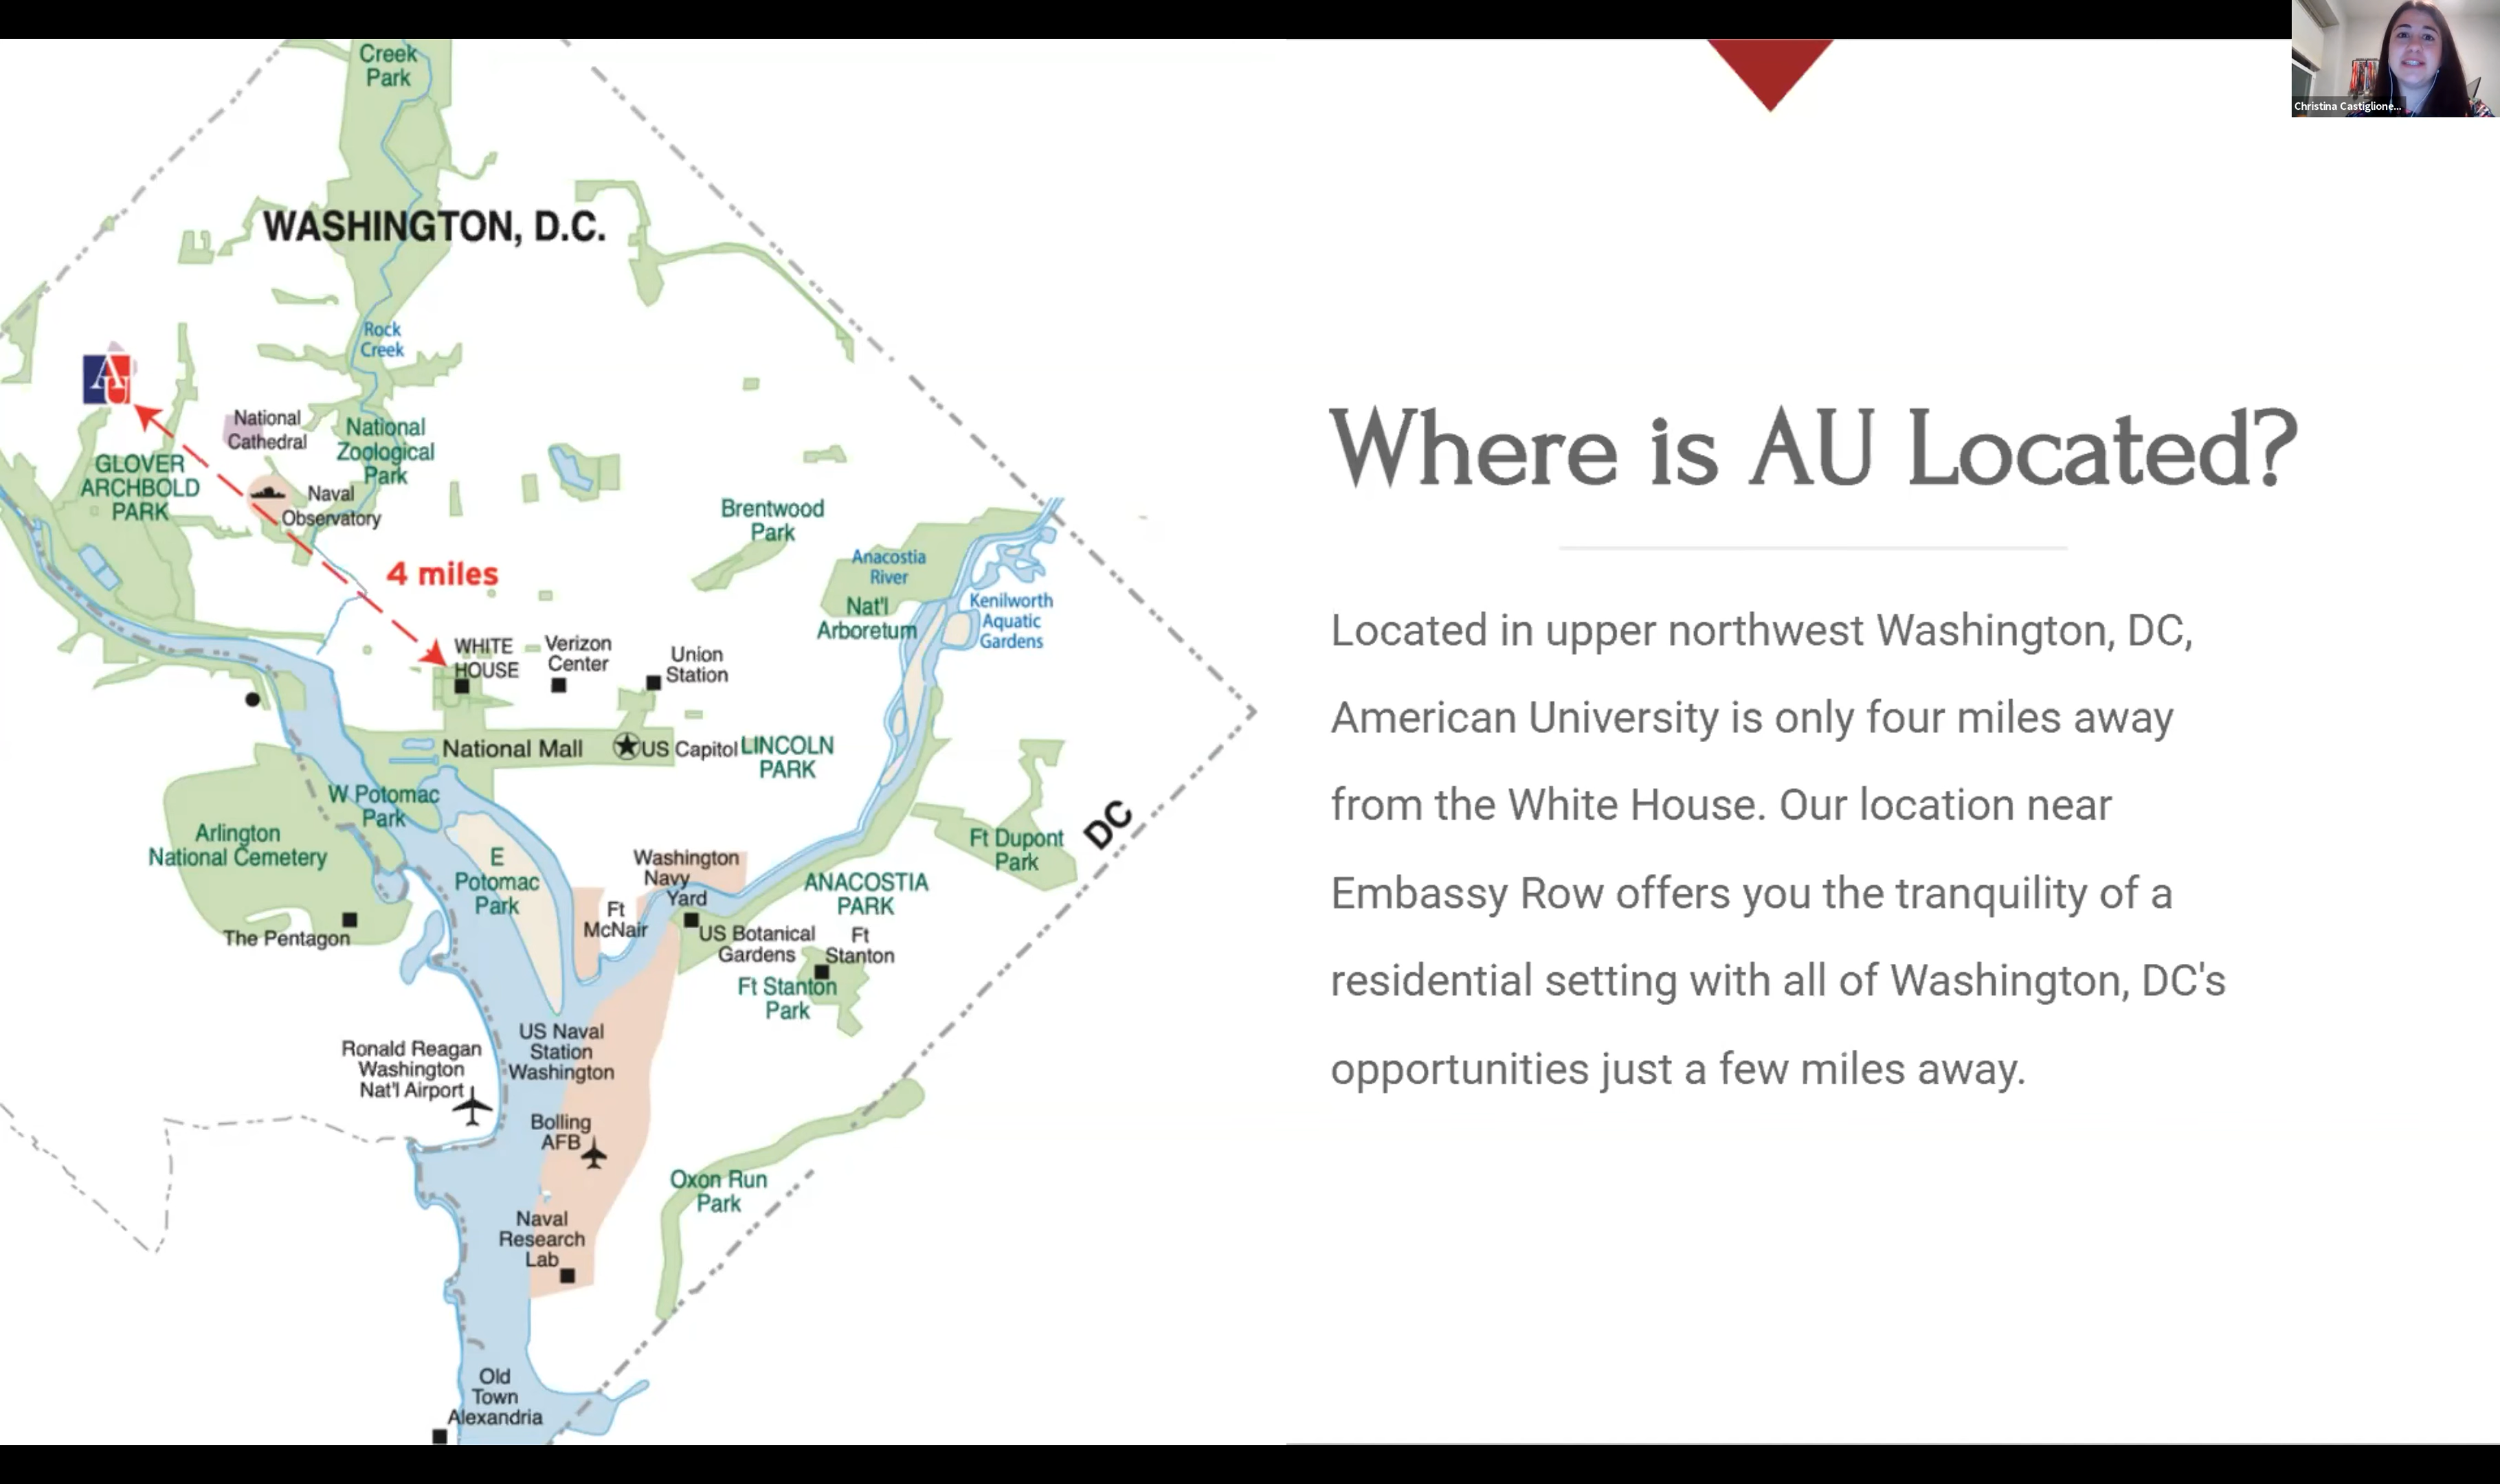 Creek
Park
WASHINGTON, D.C.
Rock
Creek
AU
National
Cathedral
National
Zoological
Park
GLOVER
ARCHBOLD
PARK
Naval
Observatory
4 miles
Brentwood
Park
Anacostia
River
Nat'l
Arboretum
Kenilworth
Aquatic
Gardens
WHITE
HOUSE
Verizon
Center
Union
Station
National Mall
US Capitol
LINCOLN
PARK
W Potomac
Park
Arlington
National Cemetery
E
Potomac
Park
Washington
Navy
Yard
Ft
McNair
ANACOSTIA
PARK
Ft Dupont
Park
DC
The Pentagon
US Botanical
Gardens
Ft
Stanton
Ft Stanton
Park
US Naval
Station
Washington
Ronald Reagan
Washington
Nat'l Airport
Bolling
AFB
Oxon Run
Park
Naval
Research
Lab
Old
Town
Alexandria
Christina Castiglione...
Where is AU Located?
Located in upper northwest Washington, DC,
American University is only four miles away
from the White House. Our location near
Embassy Row offers you the tranquility of a
residential setting with all of Washington, DC's
opportunities just a few miles away.